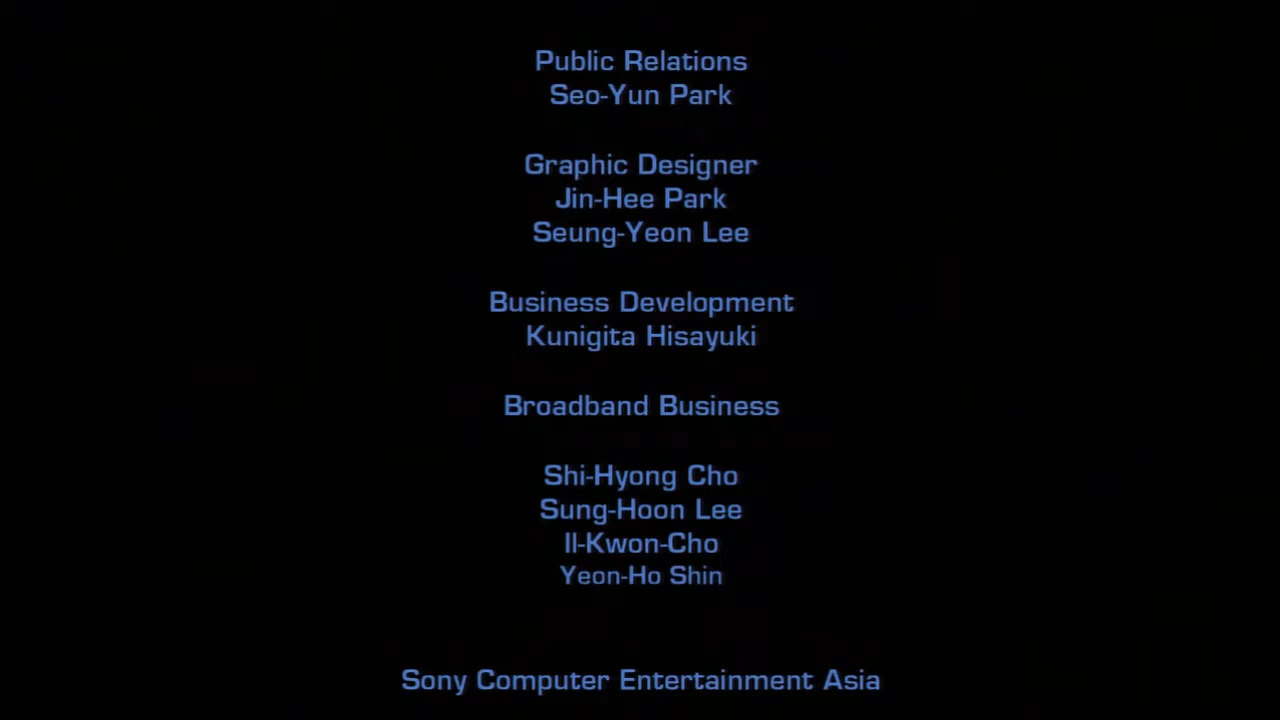 Public Relations
Seo-Yun Park
Graphic Designer
Jin-Hee Park
Seung-Yeon Lee
Business Development
Kunigita Hisayuki
Broadband Business
Shi-Hyong Cho
Sung-Hoon Lee
Il-Kwon-Cho
Yeon-Ho Shin
Sony Computer Entertainment Asia